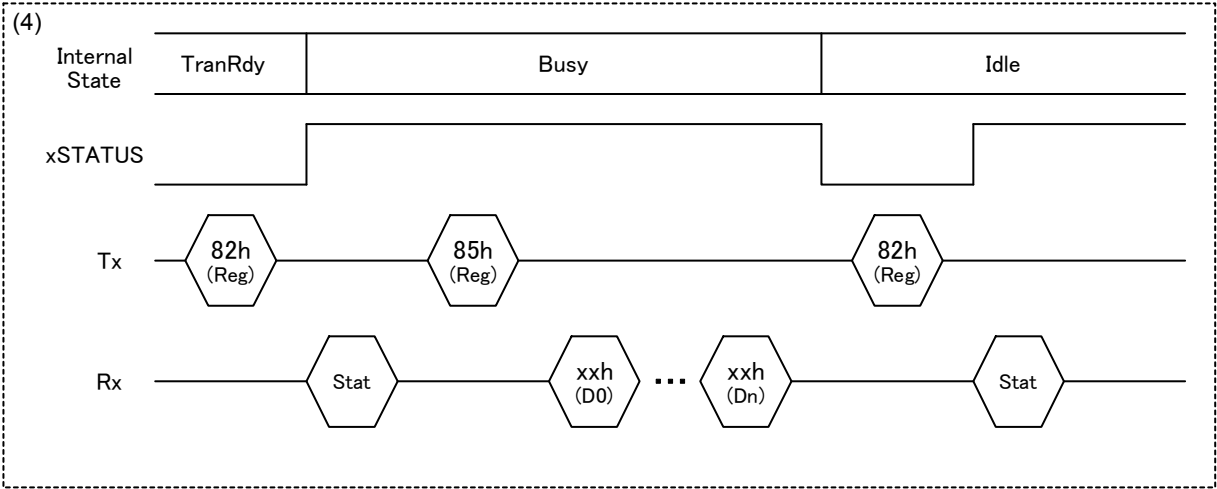 (4)
Internal
State
TranRdy
Busy
Idle
xSTATUS
Tx
82h
(Reg)
85h
(Reg)
82h
(Reg)
Rx
Stat
xxh
(D0)
...
xxh
(Dn)
Stat